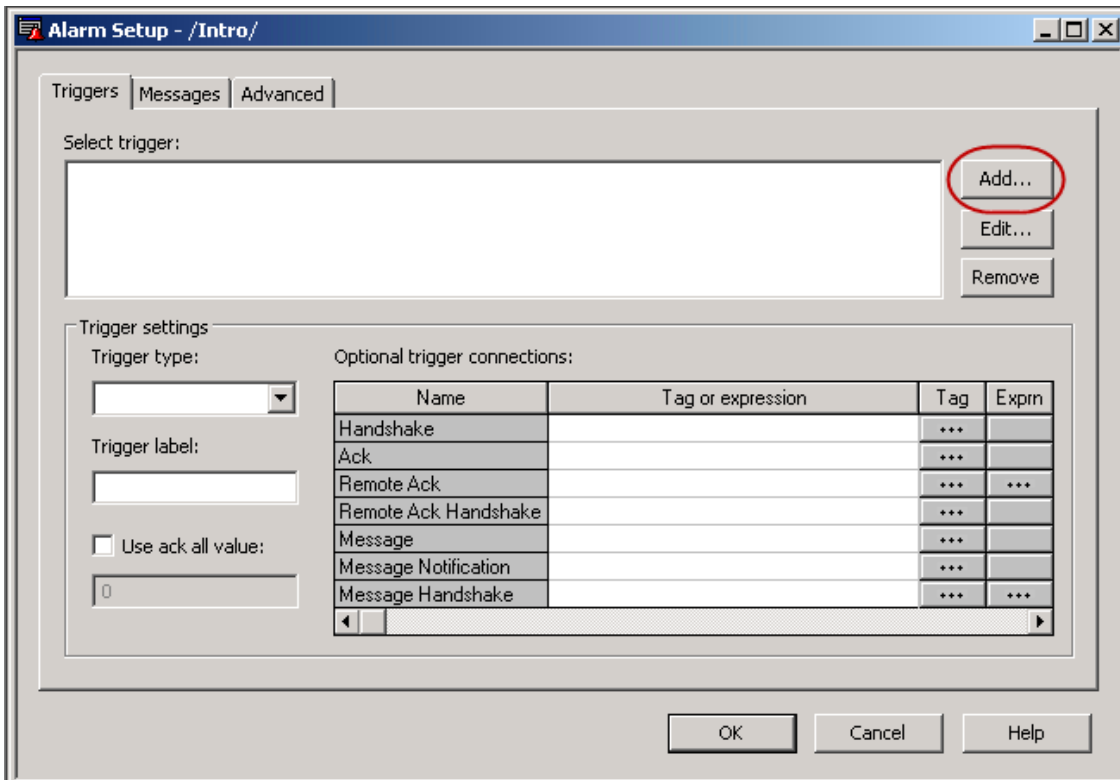 Alarm Setup - /Intro/
Triggers Messages Advanced
Select trigger:
Add...
Edit...
Remove
Trigger settings
Trigger type:
Optional trigger connections:
Name Tag or expression Tag Exprn
Handshake ...
Ack ...
Remote Ack ... ...
Remote Ack Handshake ...
Message ...
Message Notification ...
Message Handshake ... ...
Trigger label:
Use ack all value:
0
OK Cancel Help